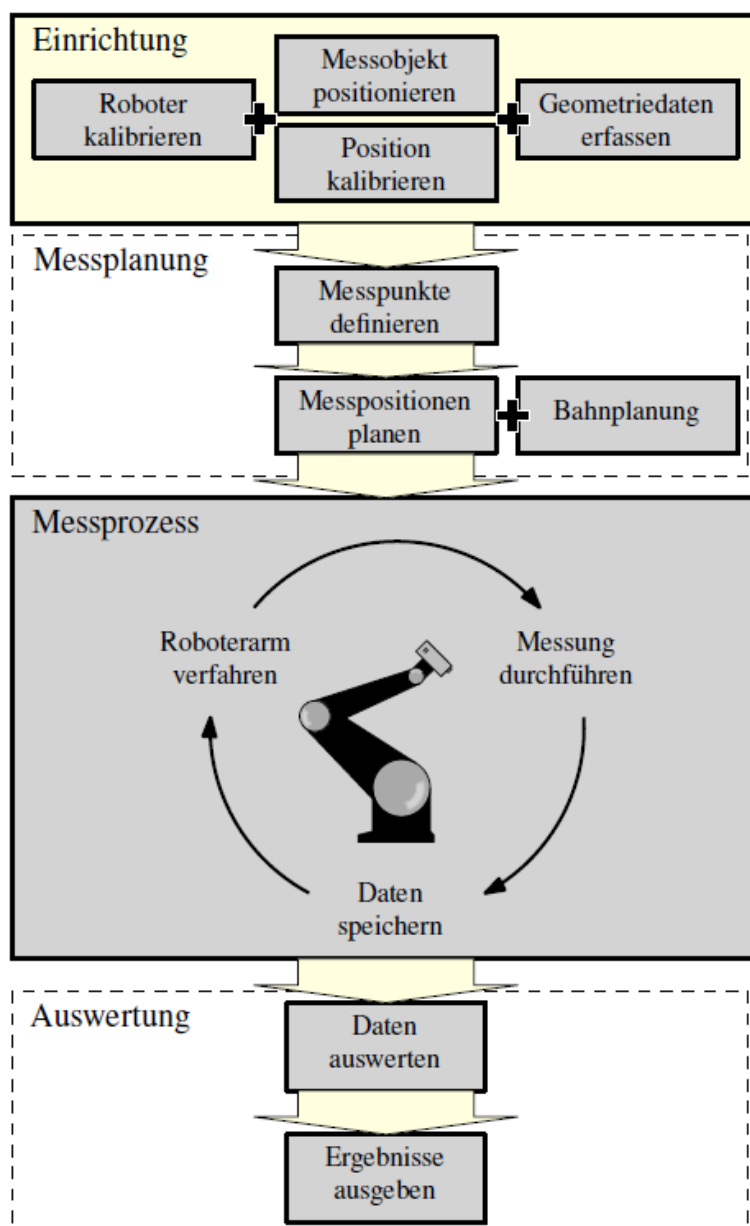 Einrichtung
Roboter
kalibrieren
Messobjekt
positionieren
Position
kalibrieren
Geometriedaten
erfassen
Messplanung
Messpunkte
definieren
Messpositionen
planen
Bahnplanung
Messprozess
Roboterarm
verfahren
Messung
durchführen
Daten
speichern
Auswertung
Daten
auswerten
Ergebnisse
ausgeben